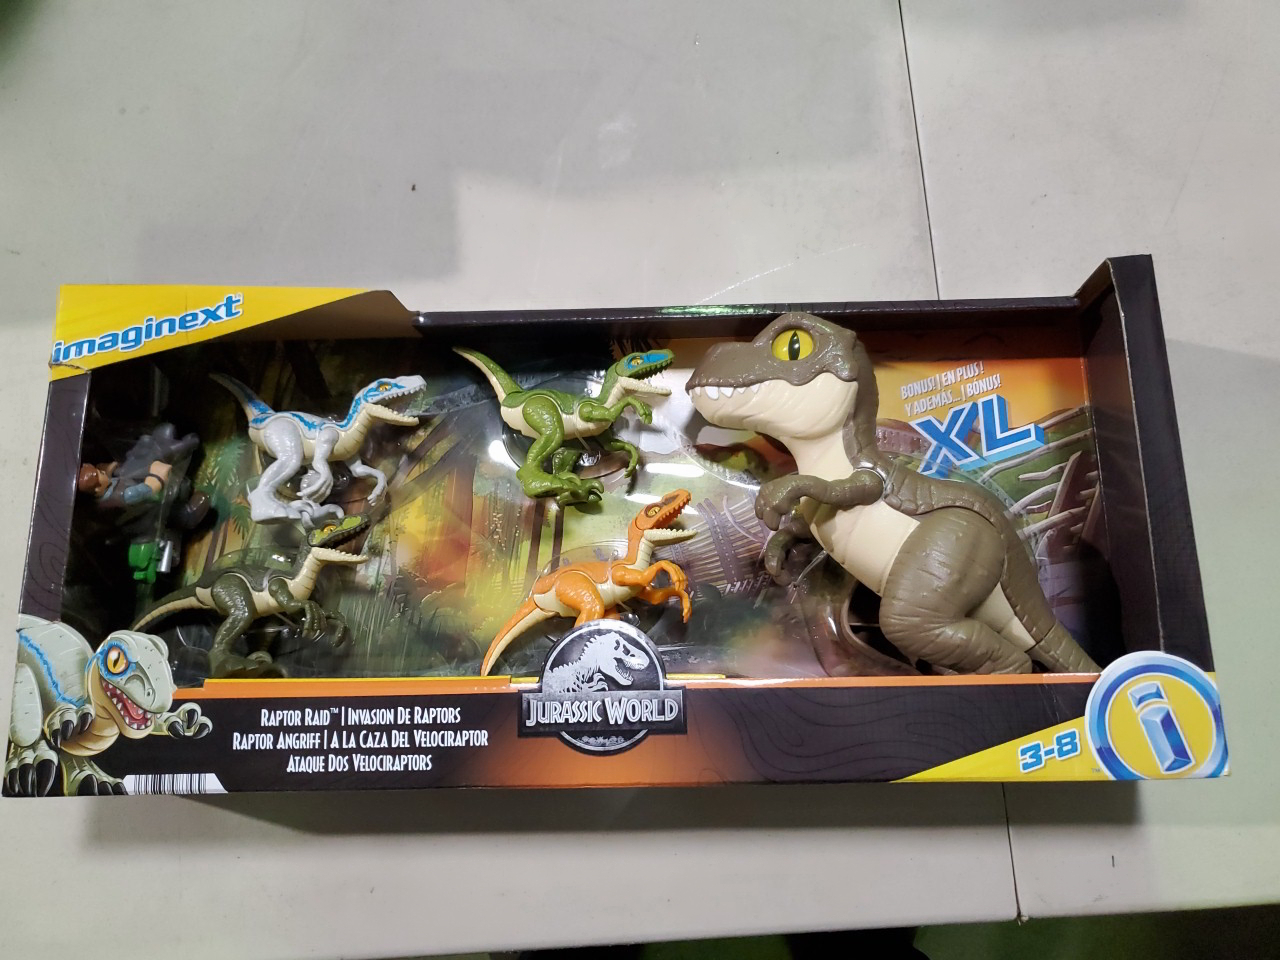 imaginext
BONUS! | EN PLUS!
Y ADEMÁS... | BÓNUS!
XL
RAPTOR RAID™ | INVASION DE RAPTORS
RAPTOR ANGRIFF | A LA CAZA DEL VELOCIRAPTOR
ATAQUE DOS VELOCIRAPTORS
JURASSIC WORLD
3-8
i